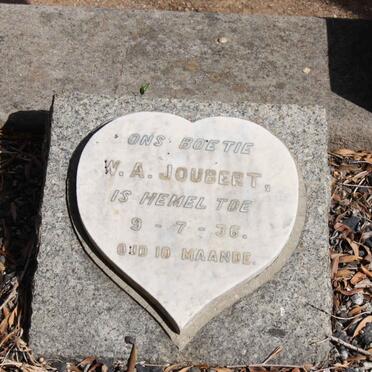 ONS BOETIE
W. A. JOUBERT,
IS HEMEL TOE
9 - 7 - 36.
OUD 10 MAANDE.